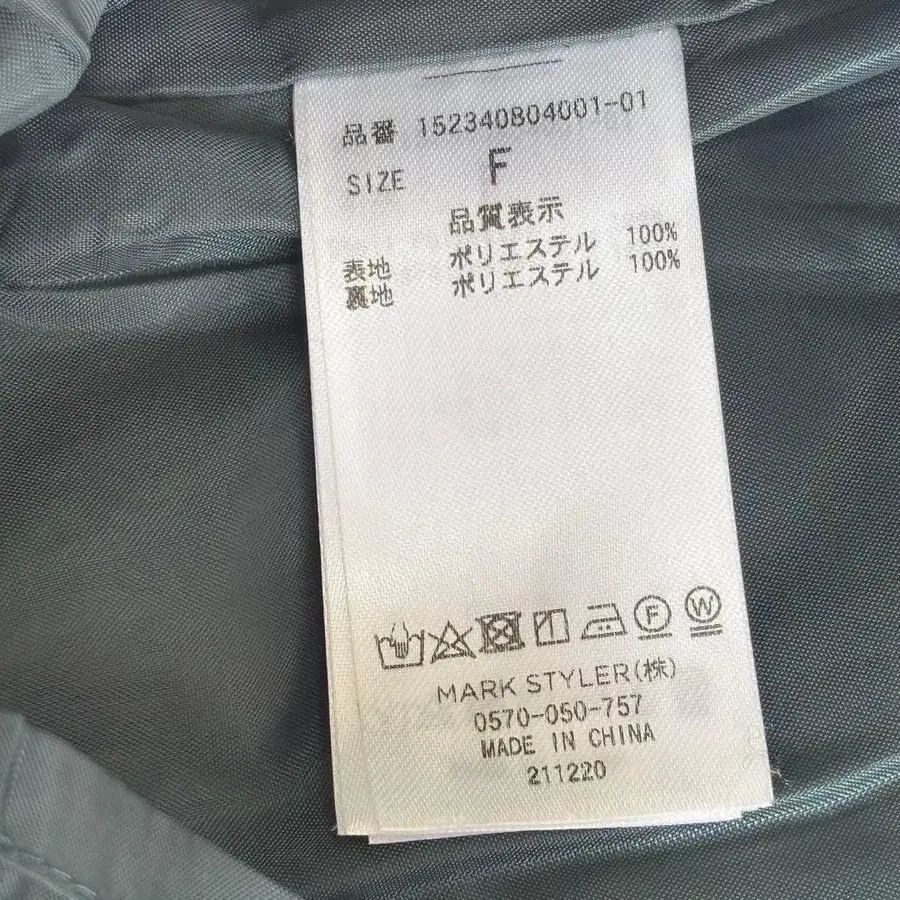 品番 152340804001-01
SIZE F
品質表示
表地 ポリエステル 100%
裏地 ポリエステル 100%
F W
MARK STYLER(株)
0570-050-757
MADE IN CHINA
211220